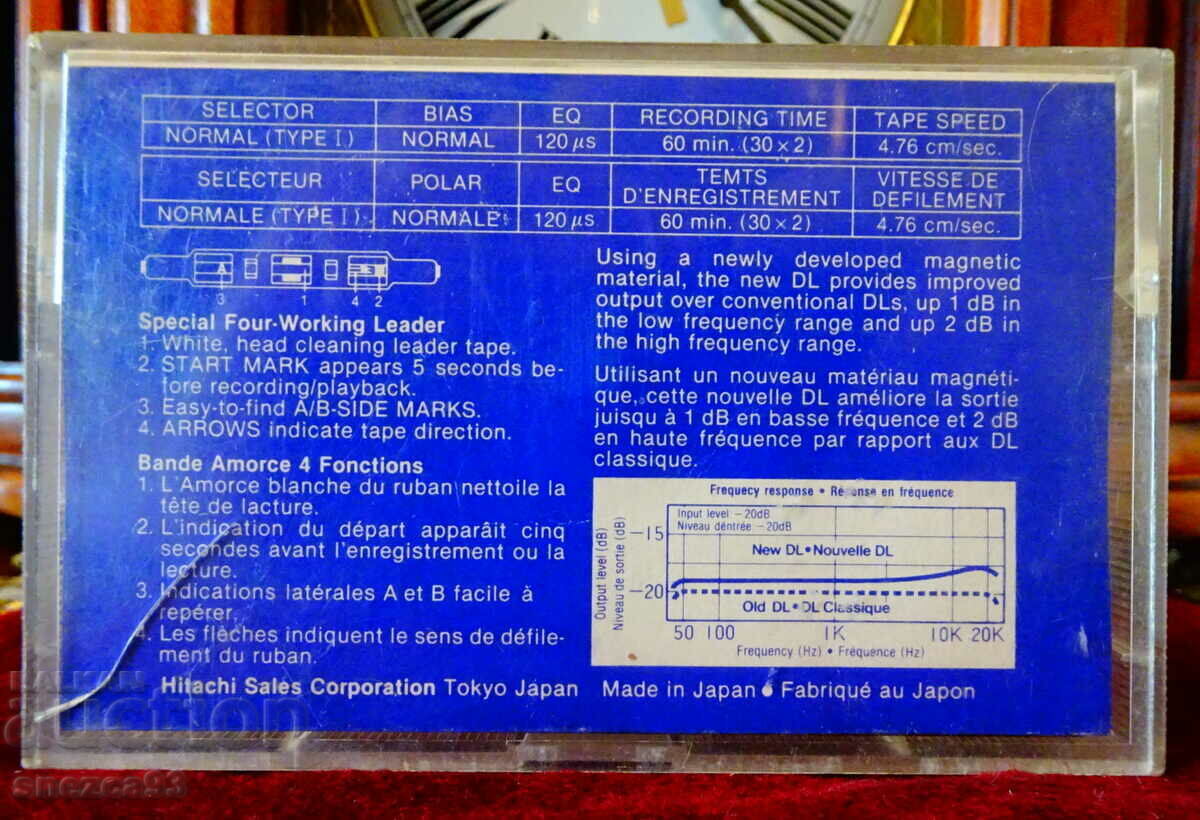 SELECTOR BIAS EQ RECORDING TIME TAPE SPEED
NORMAL (TYPE I) NORMAL 120 µs 60 min. (30 × 2) 4.76 cm/sec.
SELECTEUR POLAR EQ TEMTS D'ENREGISTREMENT VITESSE DE DEFILEMENT
NORMALE (TYPE I) NORMALE 120 µs 60 min. (30 × 2) 4.76 cm/sec.
A
3 1 4 2
Special Four-Working Leader
1. White, head cleaning leader tape.
2. START MARK appears 5 seconds be-
fore recording/playback.
3. Easy-to-find A/B-SIDE MARKS.
4. ARROWS indicate tape direction.
Bande Amorce 4 Fonctions
1. L'Amorce blanche du ruban nettoile la
tête de lacture.
2. L'indication du départ apparâit cinq
secondes avant l'enregistrement ou la
lecture.
3. Indications latérales A et B facile à
repérer.
4. Les flèches indiquent le sens de défile-
ment du ruban.
Using a newly developed magnetic
material, the new DL provides improved
output over conventional DLs, up 1 dB in
the low frequency range and up 2 dB in
the high frequency range.
Utilisant un nouveau matériau magnéti-
que, cette nouvelle DL améliore la sortie
juisqu à 1 dB en basse fréquence et 2 dB
en haute fréquence par rapport aux DL
classique.
Frequecy response • Réponse en fréquence
Input level −20dB
Niveau déntrée −20dB
−15
New DL • Nouvelle DL
−20
Old DL • DL Classique
Output level (dB)
Niveau de sortie (dB)
50 100 1K 10K 20K
Frequency (Hz) • Fréquence (Hz)
Hitachi Sales Corporation Tokyo Japan Made in Japan • Fabriqué au Japon
BALKAN
auction
snezca93